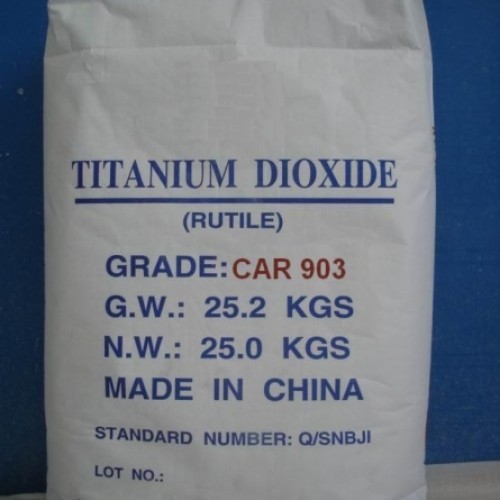 TITANIUM DIOXIDE
(RUTILE)
GRADE: CAR 903
G.W.: 25.2 KGS
N.W.: 25.0 KGS
MADE IN CHINA
STANDARD NUMBER: Q/SNBJI
LOT NO.: